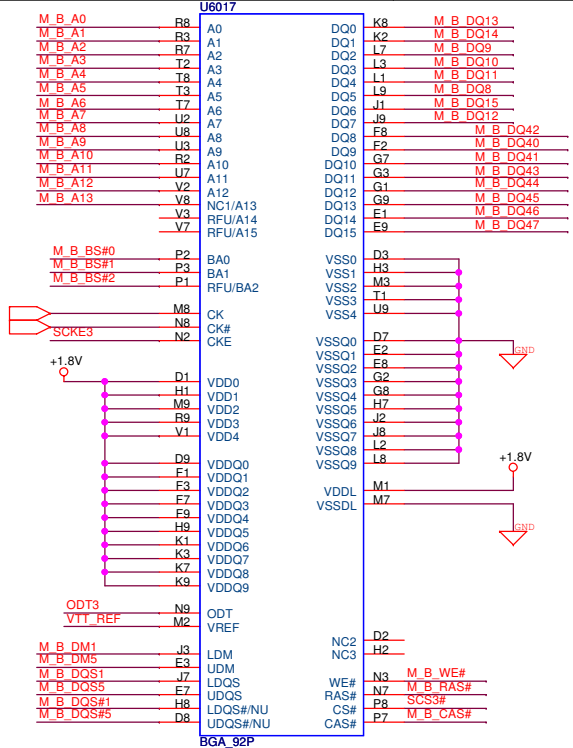 U6017
M_B_A0 R8 A0 DQ0 K8 M_B_DQ13
M_B_A1 R3 A1 DQ1 K2 M_B_DQ14
M_B_A2 R7 A2 DQ2 L7 M_B_DQ9
M_B_A3 T2 A3 DQ3 L3 M_B_DQ10
M_B_A4 T8 A4 DQ4 L1 M_B_DQ11
M_B_A5 T3 A5 DQ5 L9 M_B_DQ8
M_B_A6 T7 A6 DQ6 J1 M_B_DQ15
M_B_A7 U2 A7 DQ7 J9 M_B_DQ12
M_B_A8 U8 A8 DQ8 F8 M_B_DQ42
M_B_A9 U3 A9 DQ9 F2 M_B_DQ40
M_B_A10 R2 A10 DQ10 G7 M_B_DQ41
M_B_A11 U7 A11 DQ11 G3 M_B_DQ43
M_B_A12 V2 A12 DQ12 G1 M_B_DQ44
M_B_A13 V8 NC1/A13 DQ13 G9 M_B_DQ45
V3 RFU/A14 DQ14 E1 M_B_DQ46
V7 RFU/A15 DQ15 E9 M_B_DQ47
M_B_BS#0 P2 BA0 VSS0 D3
M_B_BS#1 P3 BA1 VSS1 H3
M_B_BS#2 P1 RFU/BA2 VSS2 M3
VSS3 T1
M8 CK VSS4 U9
N8 CK#
SCKE3 N2 CKE VSSQ0 D7
VSSQ1 E2 GND
+1.8V VSSQ2 E8
D1 VDD0 VSSQ3 G2
H1 VDD1 VSSQ4 G8
M9 VDD2 VSSQ5 H7
R9 VDD3 VSSQ6 J2
V1 VDD4 VSSQ7 J8
VSSQ8 L2
D9 VDDQ0 VSSQ9 L8 +1.8V
F1 VDDQ1
F3 VDDQ2 VDDL M1
F7 VDDQ3 VSSDL M7
F9 VDDQ4
H9 VDDQ5 GND
K1 VDDQ6
K3 VDDQ7
K7 VDDQ8
K9 VDDQ9
ODT3 N9 ODT
VTT_REF M2 VREF
NC2 D2
M_B_DM1 J3 LDM NC3 H2
M_B_DM5 E3 UDM
M_B_DQS1 J7 LDQS WE# N3 M_B_WE#
M_B_DQS5 E7 UDQS RAS# N7 M_B_RAS#
M_B_DQS#1 H8 LDQS#/NU CS# P8 SCS3#
M_B_DQS#5 D8 UDQS#/NU CAS# P7 M_B_CAS#
BGA_92P